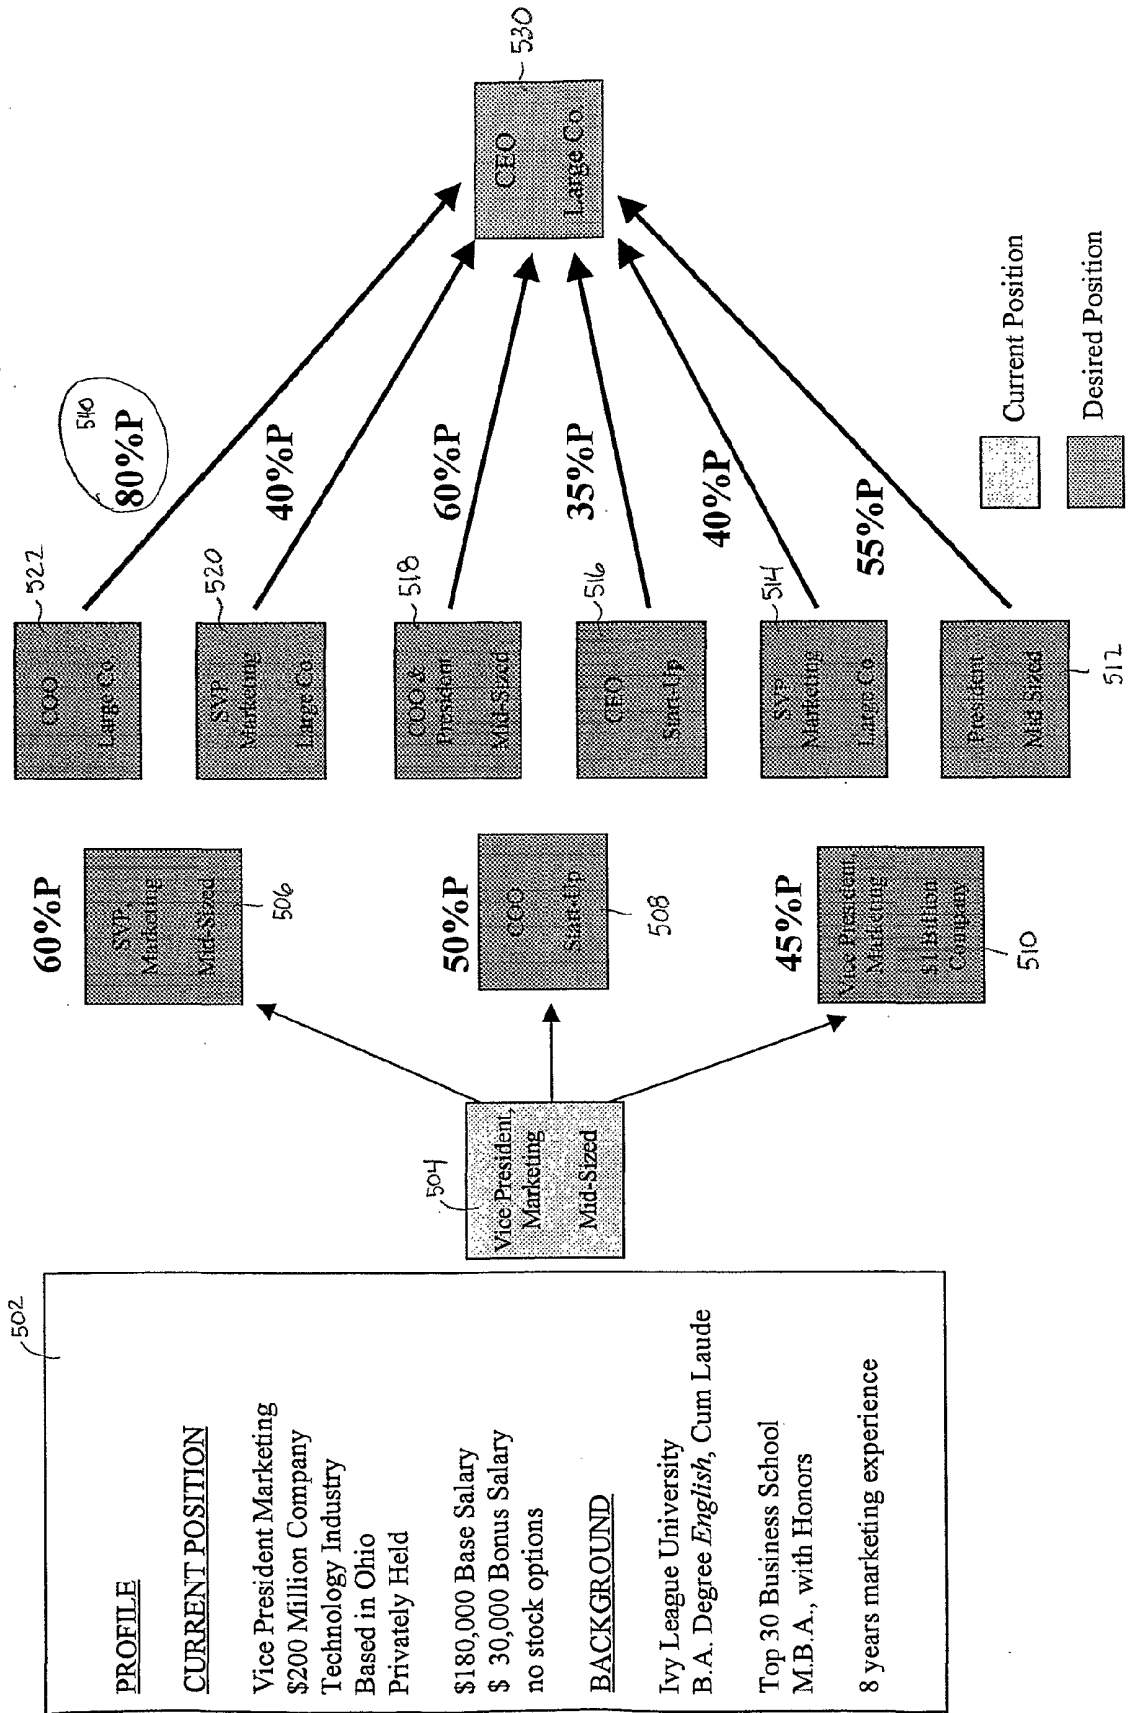 502
PROFILE
CURRENT POSITION
Vice President Marketing
$200 Million Company
Technology Industry
Based in Ohio
Privately Held
$180,000 Base Salary
$ 30,000 Bonus Salary
no stock options
BACKGROUND
Ivy League University
B.A. Degree English, Cum Laude
Top 30 Business School
M.B.A., with Honors
8 years marketing experience
504
Vice President,
Marketing
Mid-Sized
60%P
SVP,
Marketing
Mid-Sized
506
50%P
COO
Start-Up
508
45%P
Vice President,
Marketing
$1 Billion
Company
510
522
COO
Large Co.
520
SVP
Marketing
Large Co.
518
COO &
President
Mid-Sized
516
CEO
Start-Up
514
SVP
Marketing
Large Co.
President
Mid-Sized
512
540
80%P
40%P
60%P
35%P
40%P
55%P
530
CEO
Large Co.
Current Position
Desired Position